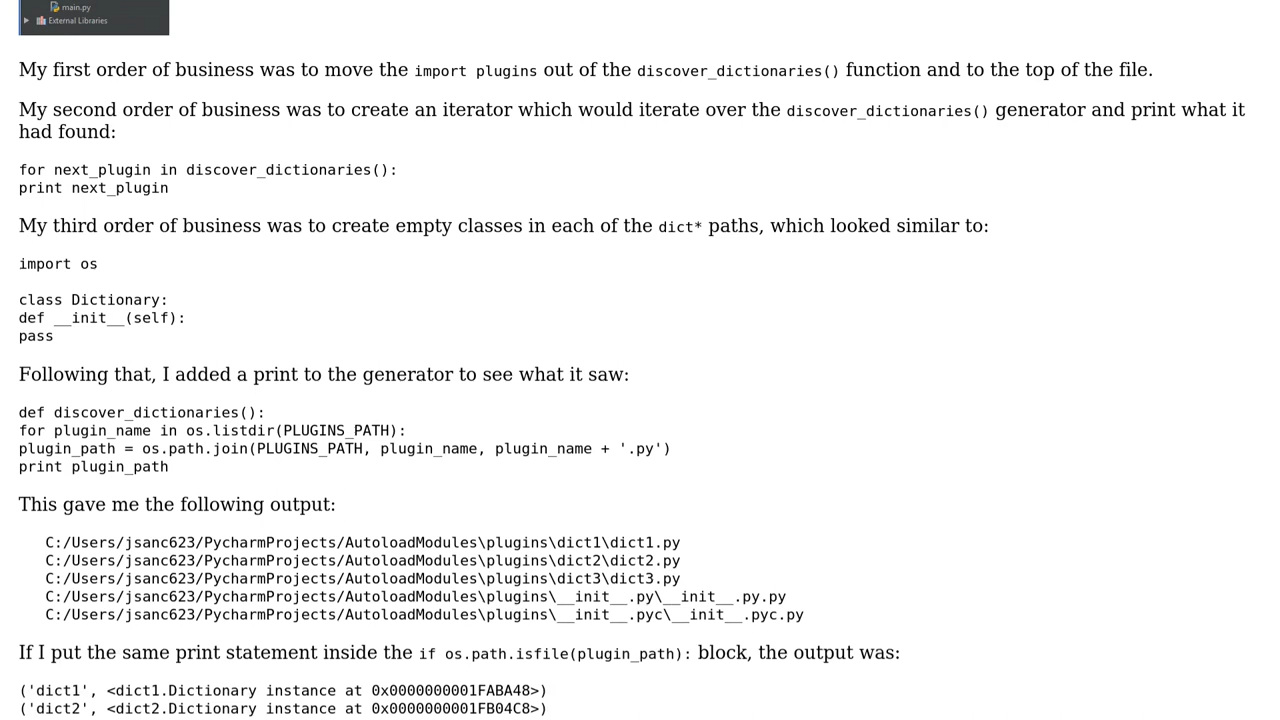 main.py
External Libraries
My first order of business was to move the import plugins out of the discover_dictionaries() function and to the top of the file.
My second order of business was to create an iterator which would iterate over the discover_dictionaries() generator and print what it
had found:
for next_plugin in discover_dictionaries():
print next_plugin
My third order of business was to create empty classes in each of the dict* paths, which looked similar to:
import os
class Dictionary:
def __init__(self):
pass
Following that, I added a print to the generator to see what it saw:
def discover_dictionaries():
for plugin_name in os.listdir(PLUGINS_PATH):
plugin_path = os.path.join(PLUGINS_PATH, plugin_name, plugin_name + '.py')
print plugin_path
This gave me the following output:
C:/Users/jsanc623/PycharmProjects/AutoloadModules\plugins\dict1\dict1.py
C:/Users/jsanc623/PycharmProjects/AutoloadModules\plugins\dict2\dict2.py
C:/Users/jsanc623/PycharmProjects/AutoloadModules\plugins\dict3\dict3.py
C:/Users/jsanc623/PycharmProjects/AutoloadModules\plugins\__init__.py\__init__.py.py
C:/Users/jsanc623/PycharmProjects/AutoloadModules\plugins\__init__.pyc\__init__.pyc.py
If I put the same print statement inside the if os.path.isfile(plugin_path): block, the output was:
('dict1', <dict1.Dictionary instance at 0x0000000001FABA48>)
('dict2', <dict2.Dictionary instance at 0x0000000001FB04C8>)